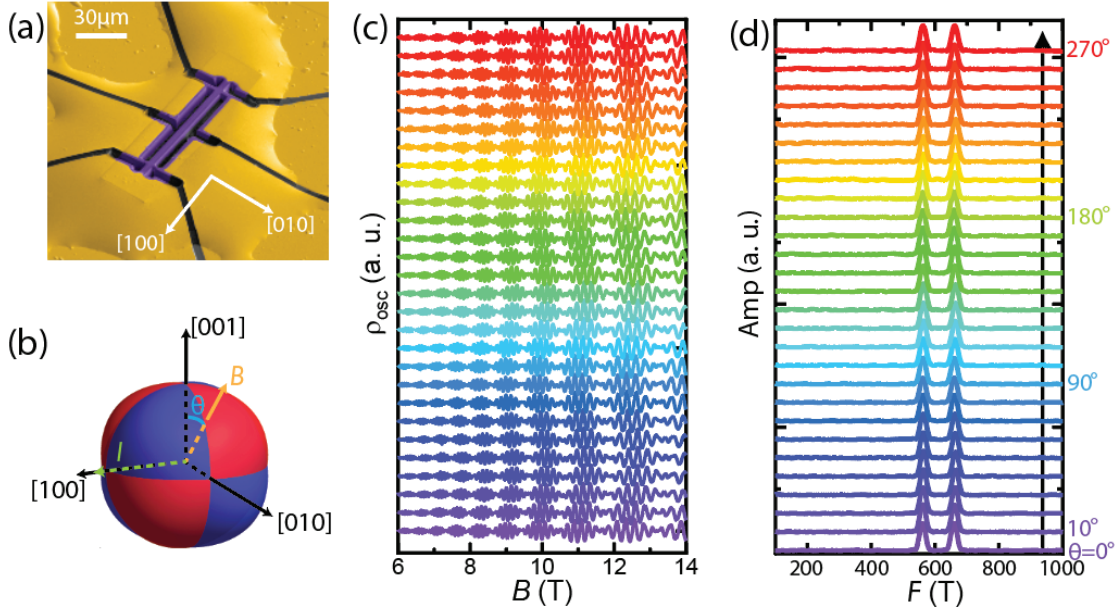 (a)
30μm
[100]
[010]
(b)
[001]
B
θ
I
[100]
[010]
(c)
ρosc (a. u.)
6 8 10 12 14
B (T)
(d)
Amp (a. u.)
270°
180°
90°
10°
θ=0°
200 400 600 800 1000
F (T)